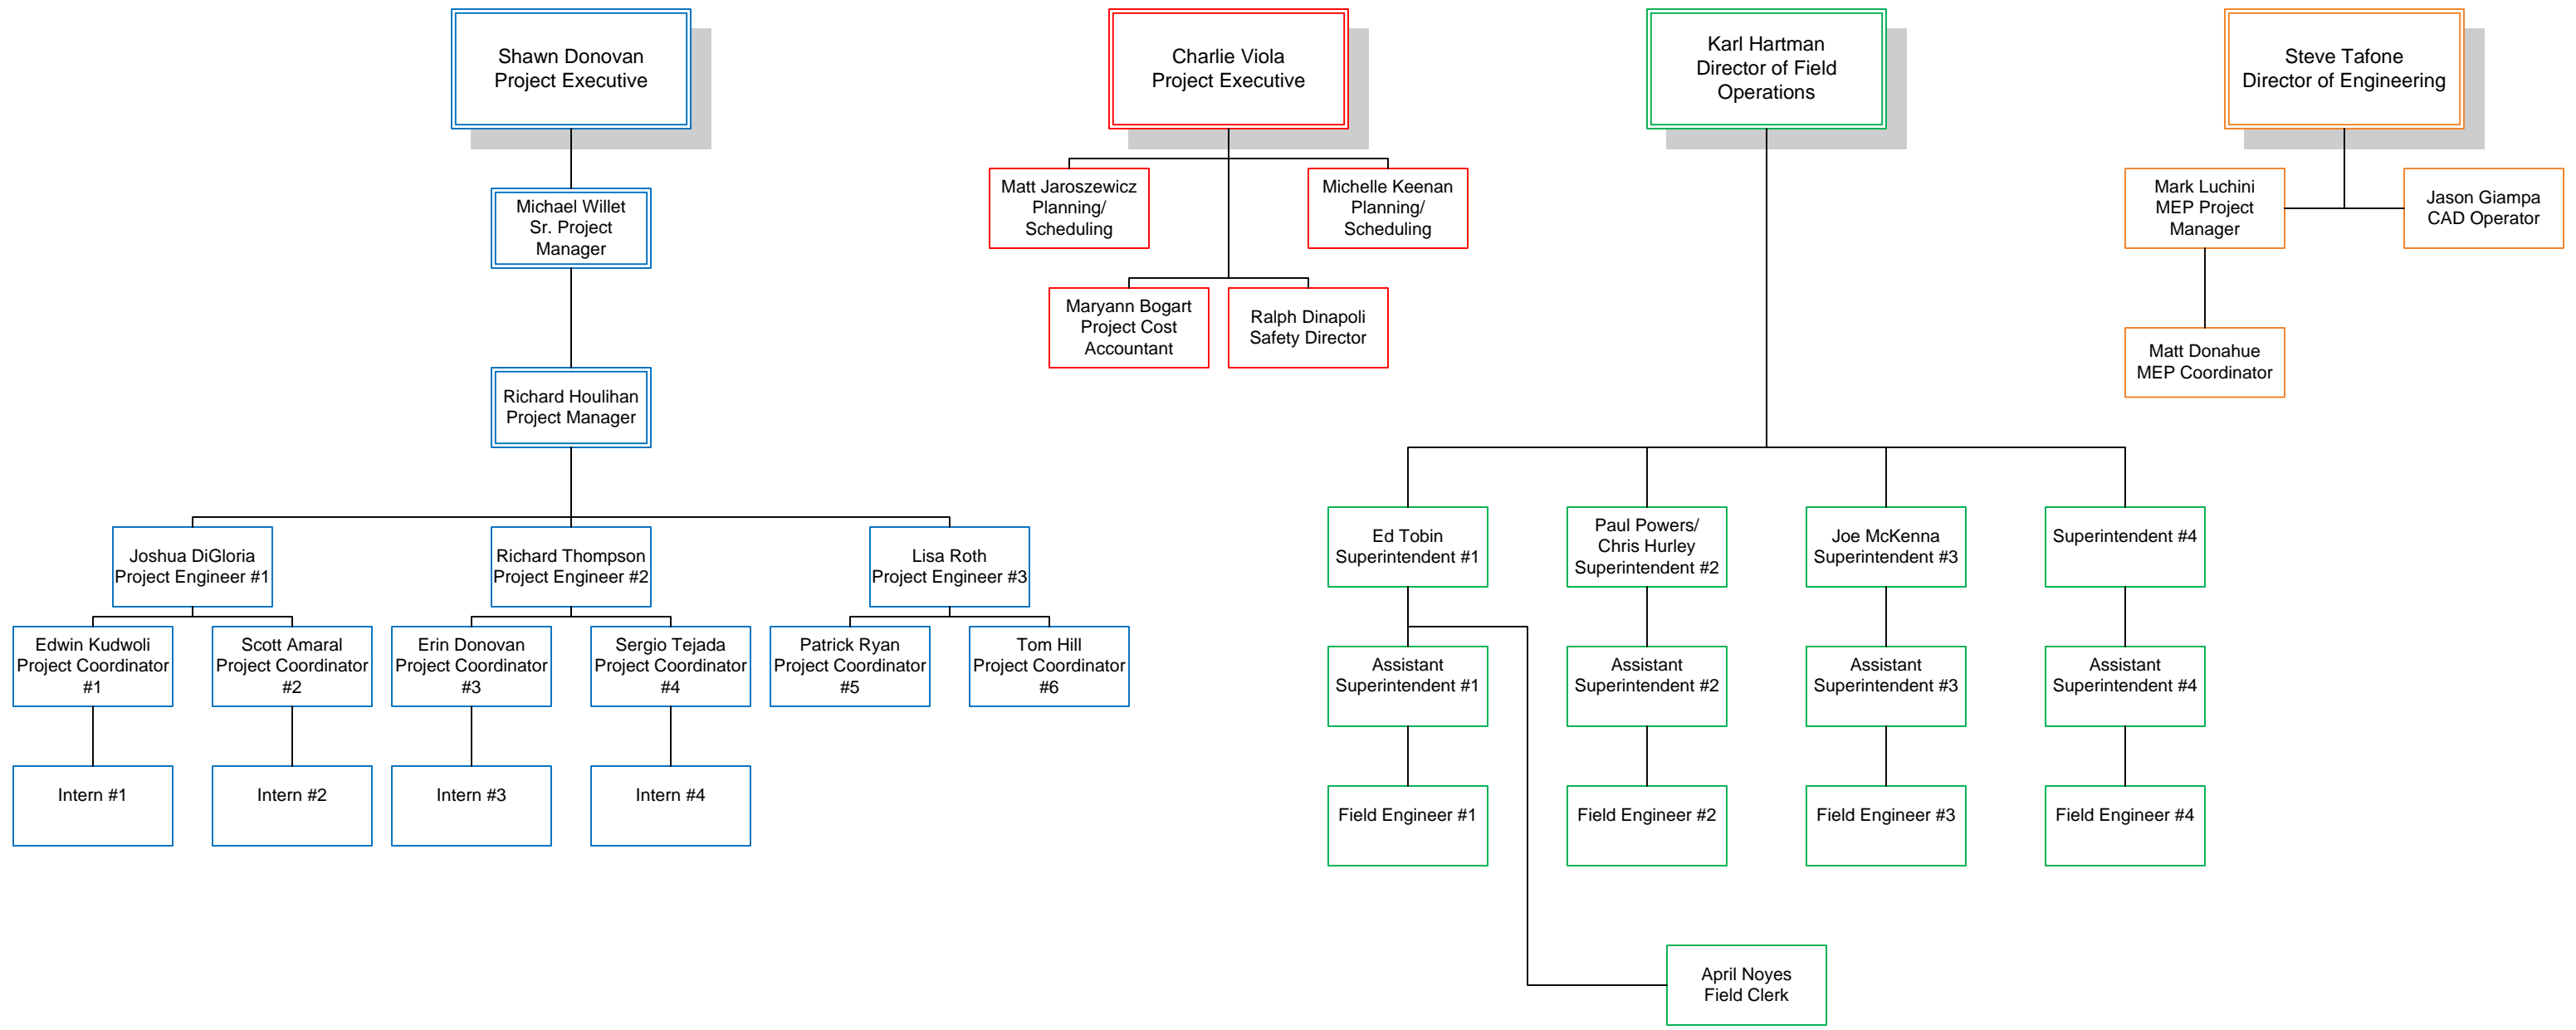 Shawn Donovan
Project Executive
Charlie Viola
Project Executive
Karl Hartman
Director of Field
Operations
Steve Tafone
Director of Engineering
Michael Willet
Sr. Project
Manager
Matt Jaroszewicz
Planning/
Scheduling
Michelle Keenan
Planning/
Scheduling
Mark Luchini
MEP Project
Manager
Jason Giampa
CAD Operator
Maryann Bogart
Project Cost
Accountant
Ralph Dinapoli
Safety Director
Matt Donahue
MEP Coordinator
Richard Houlihan
Project Manager
Joshua DiGloria
Project Engineer #1
Richard Thompson
Project Engineer #2
Lisa Roth
Project Engineer #3
Ed Tobin
Superintendent #1
Paul Powers/
Chris Hurley
Superintendent #2
Joe McKenna
Superintendent #3
Superintendent #4
Edwin Kudwoli
Project Coordinator
#1
Scott Amaral
Project Coordinator
#2
Erin Donovan
Project Coordinator
#3
Sergio Tejada
Project Coordinator
#4
Patrick Ryan
Project Coordinator
#5
Tom Hill
Project Coordinator
#6
Assistant
Superintendent #1
Assistant
Superintendent #2
Assistant
Superintendent #3
Assistant
Superintendent #4
Intern #1
Intern #2
Intern #3
Intern #4
Field Engineer #1
Field Engineer #2
Field Engineer #3
Field Engineer #4
April Noyes
Field Clerk